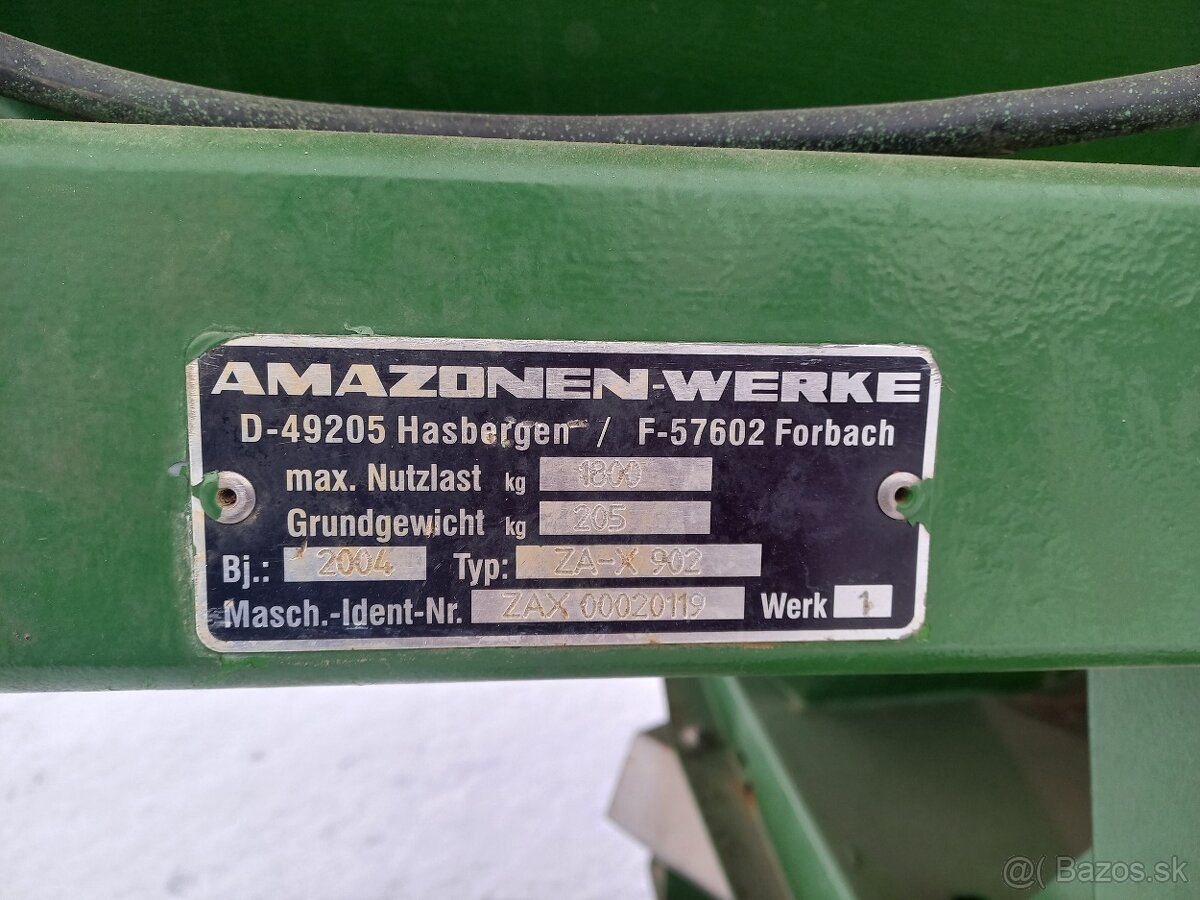 AMAZONEN-WERKE
D-49205 Hasbergen / F-57602 Forbach
max. Nutzlast kg 1800
Grundgewicht kg 205
Bj.: 2004 Typ: ZA-X 902
Masch.-Ident-Nr. ZAX 00020119 Werk 1
@( Bazos.sk